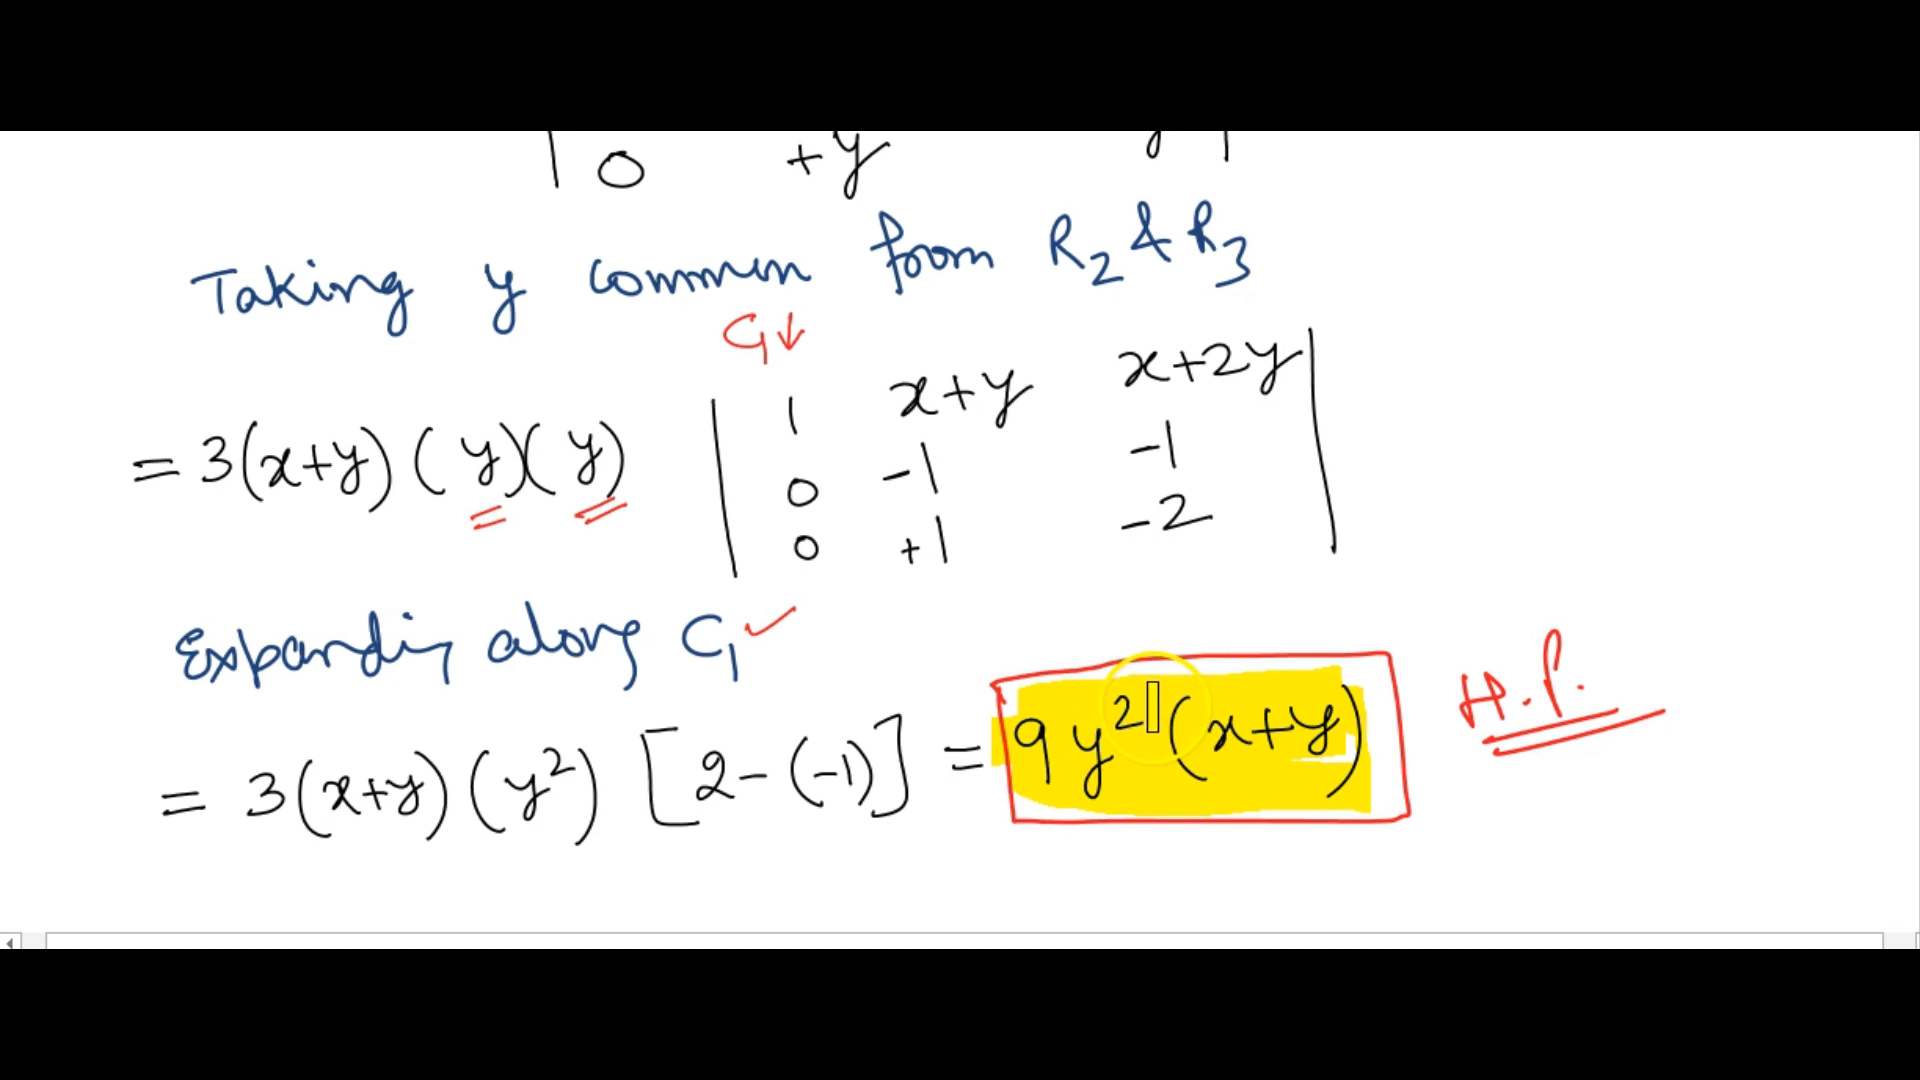 0 +y
Taking y common from R2 & R3
C1↓
1 x+y x+2y
= 3(x+y) (y)(y) | 0 -1 -1 |
0 +1 -2
Expanding along C1 ✓
= 3(x+y) (y²) [2-(-1)] = 9y²(x+y) H.P.